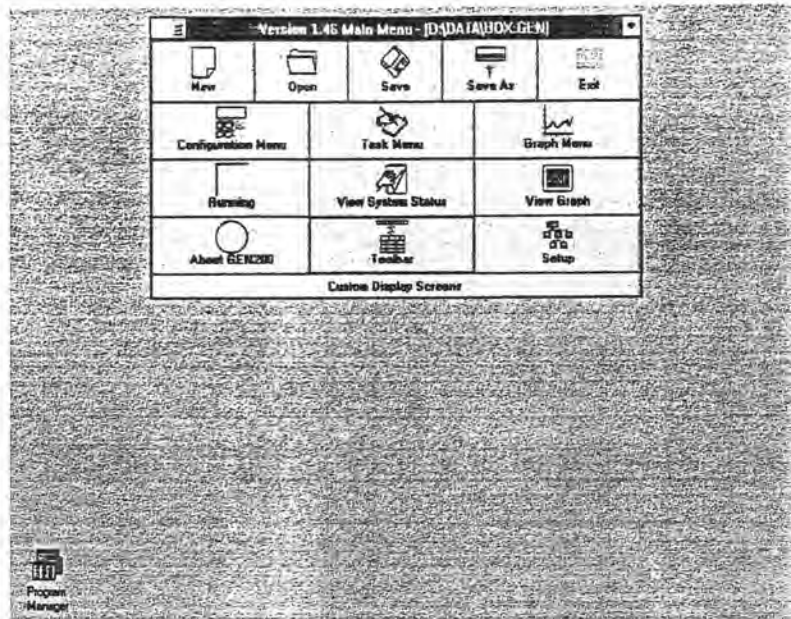 Version 1.46 Main Menu - [D:\DATA\BOX.GEN]
New Open Save Save As Exit
Configuration Menu Task Menu Graph Menu
Running View System Status View Graph
About GEN200 Toolbar Setup
Custom Display Screens
Program
Manager